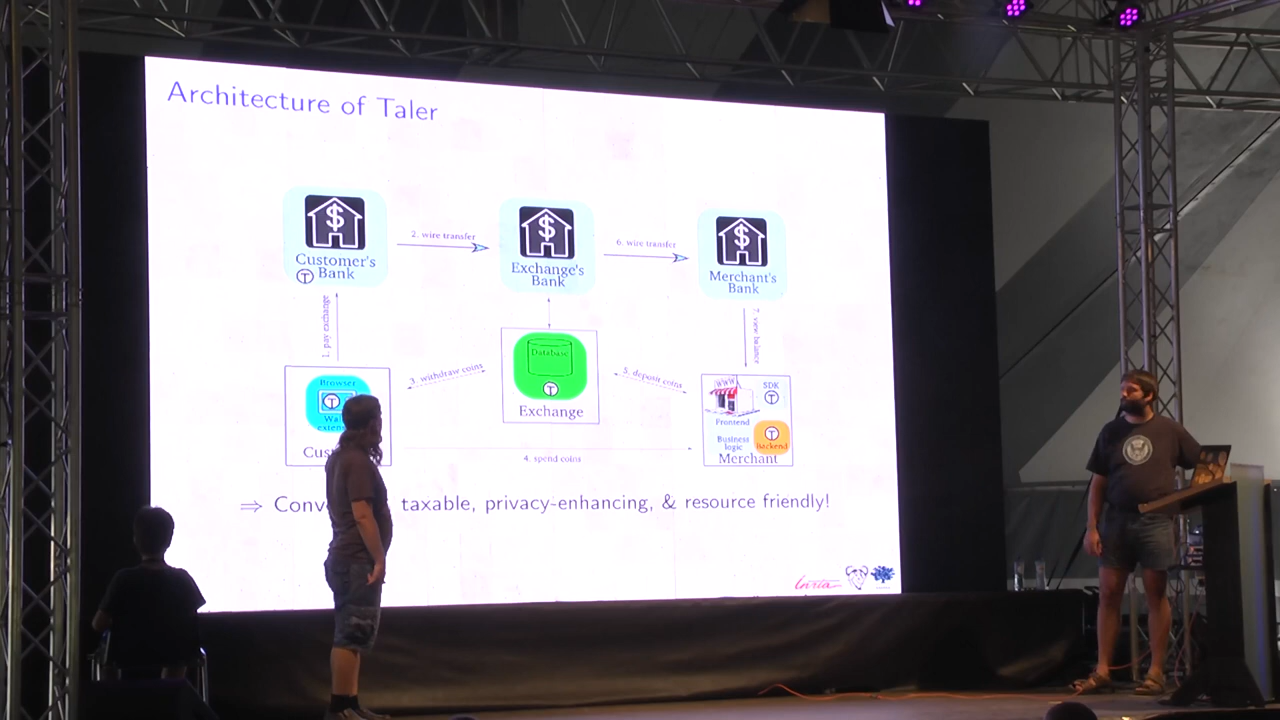 Architecture of Taler
$
$
$
2. wire transfer
6. wire transfer
Customer's
Bank
Exchange's
Bank
Merchant's
Bank
1. pay exchange
7. view balance
3. withdraw coins
5. deposit coins
Database
Exchange
Browser
WWW
SDK
Frontend
Business
logic
Backend
Merchant
4. spend coins
⇒ taxable, privacy-enhancing, & resource friendly!
Inria